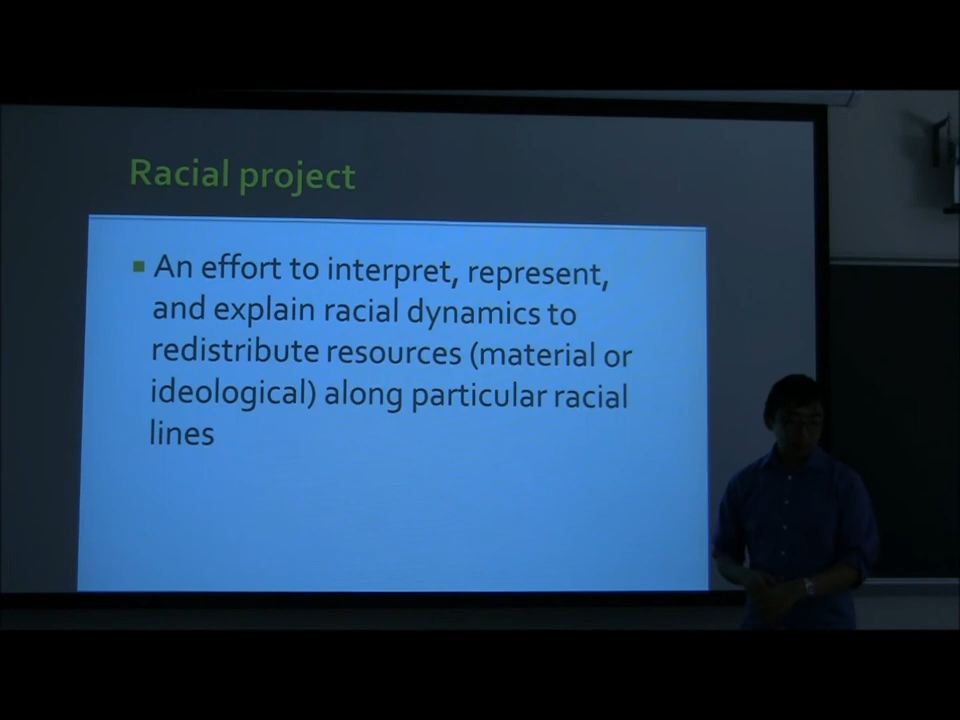 Racial project
An effort to interpret, represent,
and explain racial dynamics to
redistribute resources (material or
ideological) along particular racial
lines